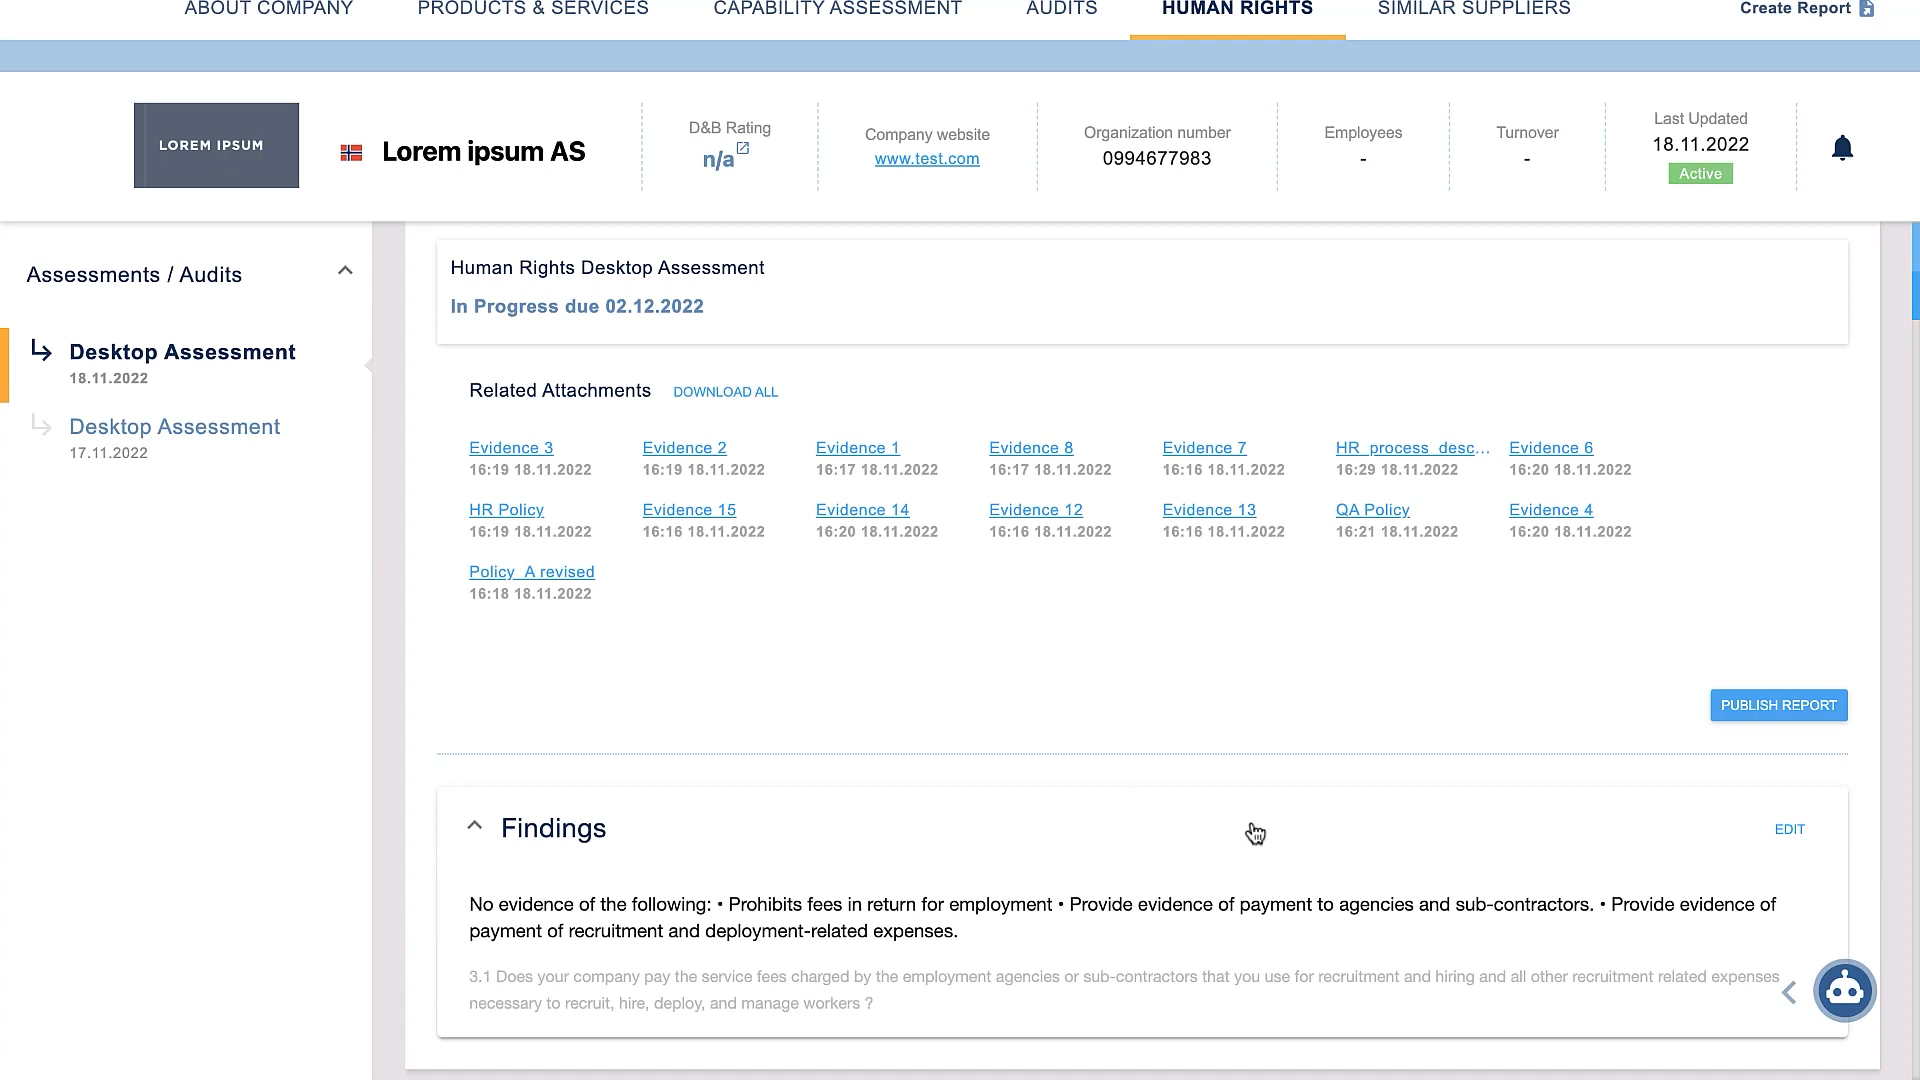 ABOUT COMPANY PRODUCTS & SERVICES CAPABILITY ASSESSMENT AUDITS HUMAN RIGHTS SIMILAR SUPPLIERS Create Report
LOREM IPSUM
Lorem ipsum AS
D&B Rating
n/a
Company website
www.test.com
Organization number
0994677983
Employees
-
Turnover
-
Last Updated
18.11.2022
Active
Assessments / Audits
Desktop Assessment
18.11.2022
Desktop Assessment
17.11.2022
Human Rights Desktop Assessment
In Progress due 02.12.2022
Related Attachments DOWNLOAD ALL
Evidence 3 Evidence 2 Evidence 1 Evidence 8 Evidence 7 HR_process_desc... Evidence 6
16:19 18.11.2022 16:19 18.11.2022 16:17 18.11.2022 16:17 18.11.2022 16:16 18.11.2022 16:29 18.11.2022 16:20 18.11.2022
HR Policy Evidence 15 Evidence 14 Evidence 12 Evidence 13 QA Policy Evidence 4
16:19 18.11.2022 16:16 18.11.2022 16:20 18.11.2022 16:16 18.11.2022 16:16 18.11.2022 16:21 18.11.2022 16:20 18.11.2022
Policy_A revised
16:18 18.11.2022
PUBLISH REPORT
Findings EDIT
No evidence of the following: • Prohibits fees in return for employment • Provide evidence of payment to agencies and sub-contractors. • Provide evidence of
payment of recruitment and deployment-related expenses.
3.1 Does your company pay the service fees charged by the employment agencies or sub-contractors that you use for recruitment and hiring and all other recruitment related expenses
necessary to recruit, hire, deploy, and manage workers ?